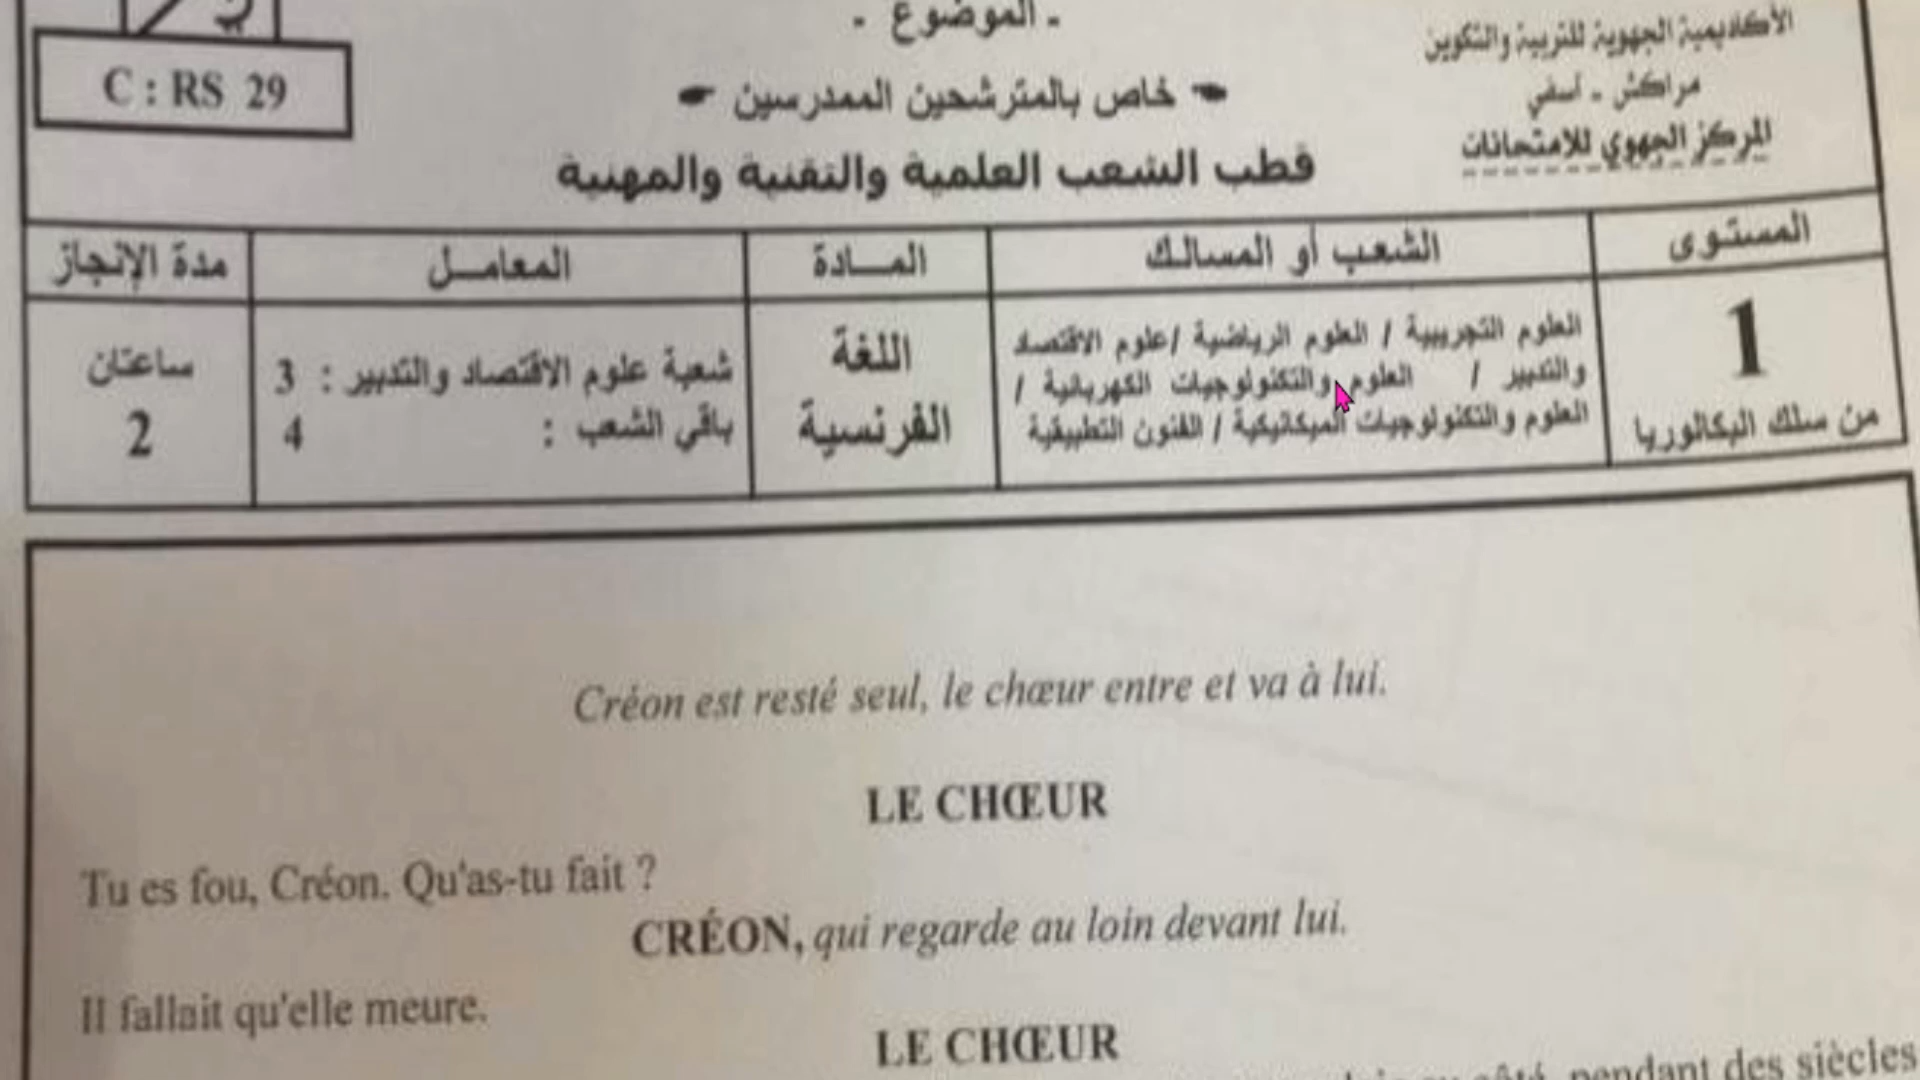 - الموضوع -
C : RS 29
الأكاديمية الجهوية للتربية والتكوين
مراكش - أسفي
المركز الجهوي للامتحانات
خاص بالمترشحين الممدرسين
قطب الشعب العلمية والتقنية والمهنية
المستوى
الشعب أو المسالك
المــادة
المعامــل
مدة الإنجاز
1
من سلك البكالوريا
العلوم التجريبية / العلوم الرياضية /علوم الاقتصاد
والتدبير / العلوم والتكنولوجيات الكهربائية /
العلوم والتكنولوجيات الميكانيكية / الفنون التطبيقية
اللغة
الفرنسية
شعبة علوم الاقتصاد والتدبير : 3
باقي الشعب : 4
ساعتان
2
Créon est resté seul, le chœur entre et va à lui.
LE CHŒUR
Tu es fou, Créon. Qu'as-tu fait ?
CRÉON, qui regarde au loin devant lui.
Il fallait qu'elle meure.
LE CHŒUR
côté, pendant des siècles